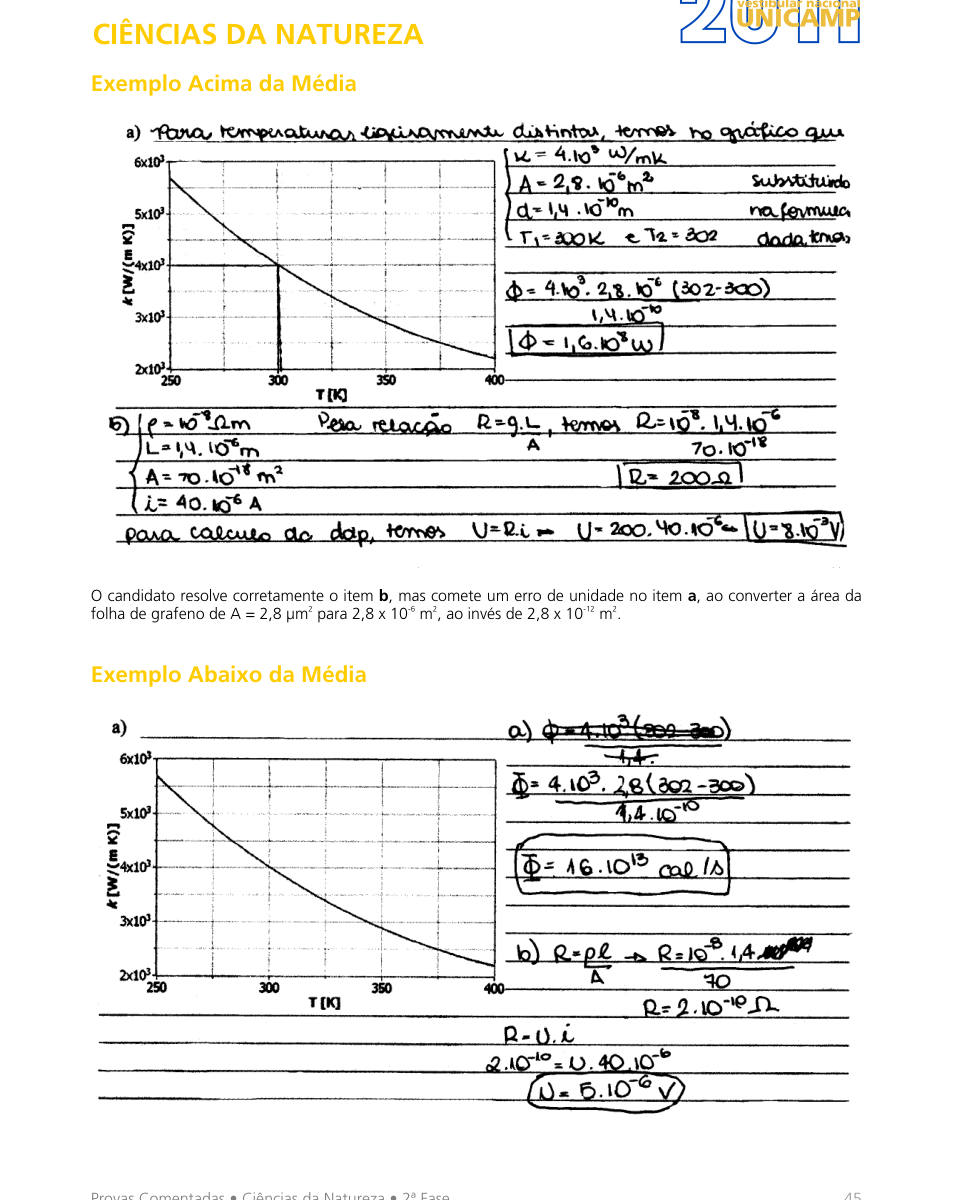 vestibular nacional
2011
UNICAMP
CIÊNCIAS DA NATUREZA
Exemplo Acima da Média
a) Para temperaturas ligeiramente distintas, temos no gráfico que
6x10³
5x10³
4x10³
3x10³
2x10³
k [W/(m K)]
250 300 350 400
T [K]
K = 4.10³ W/mK
A = 2,8.10⁻⁶ m² substituindo
d = 1,4.10⁻¹⁰ m na formula
T₁ = 300K e T2 = 302 dada, temos
Φ = 4.10³. 2,8.10⁻⁶ (302-300)
1,4.10⁻¹⁰
Φ = 1,6.10⁸ W
b) ρ = 10⁻⁸ Ωm Pela relação R = ρ.L/A, temos R = 10⁻⁸. 1,4.10⁻⁶
L = 1,4.10⁻⁶ m 70.10⁻¹⁸
A = 70.10⁻¹⁸ m² R = 200Ω
i = 40.10⁻⁶ A
para calculo da ddp, temos U = R.i → U = 200.40.10⁻⁶ → U = 8.10⁻³ V
O candidato resolve corretamente o item b, mas comete um erro de unidade no item a, ao converter a área da
folha de grafeno de A = 2,8 μm² para 2,8 x 10⁻⁶ m², ao invés de 2,8 x 10⁻¹² m².
Exemplo Abaixo da Média
a)
6x10³
5x10³
4x10³
3x10³
2x10³
k [W/(m K)]
250 300 350 400
T [K]
a) Φ = 4.10³ (302-300)
1,4.
Φ = 4.10³. 2,8 (302-300)
1,4.10⁻¹⁰
Φ = 16.10¹³ cal/s
b) R = ρl/A → R = 10⁻⁸. 1,4
70
R = 2.10⁻¹⁰ Ω
R = U.i
2.10⁻¹⁰ = U.40.10⁻⁶
U = 5.10⁻⁶ V
Provas Comentadas • Ciências da Natureza • 2ª Fase 45